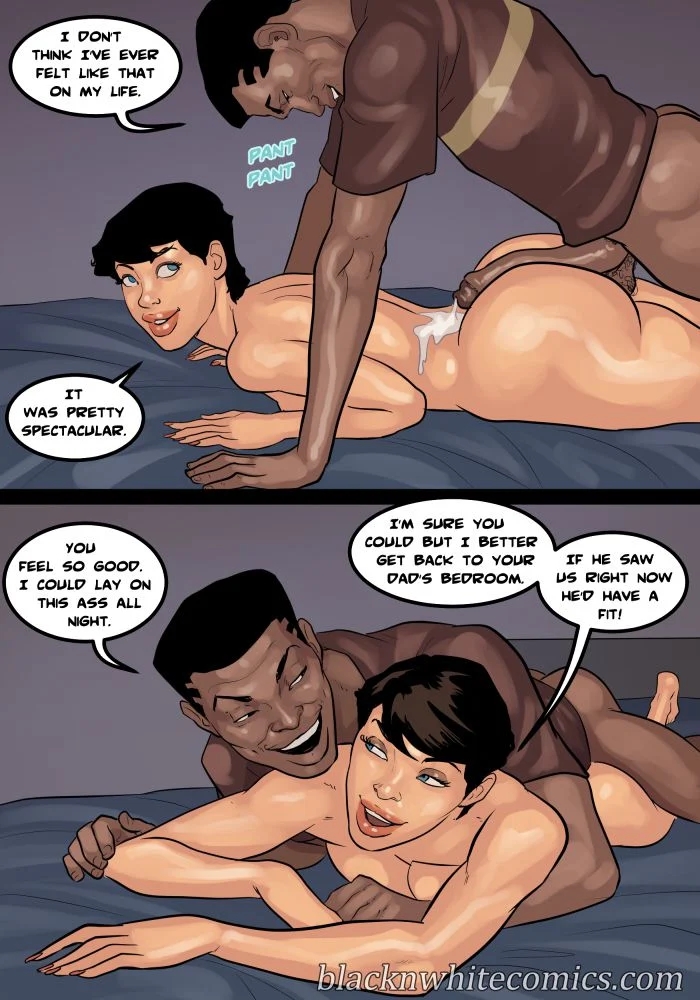 I DON'T
THINK I'VE EVER
FELT LIKE THAT
ON MY LIFE.
PANT
PANT
IT
WAS PRETTY
SPECTACULAR.
YOU
FEEL SO GOOD.
I COULD LAY ON
THIS ASS ALL
NIGHT.
I'M SURE YOU
COULD BUT I BETTER
GET BACK TO YOUR
DAD'S BEDROOM.
IF HE SAW
US RIGHT NOW
HE'D HAVE A
FIT!
blacknwhitecomics.com